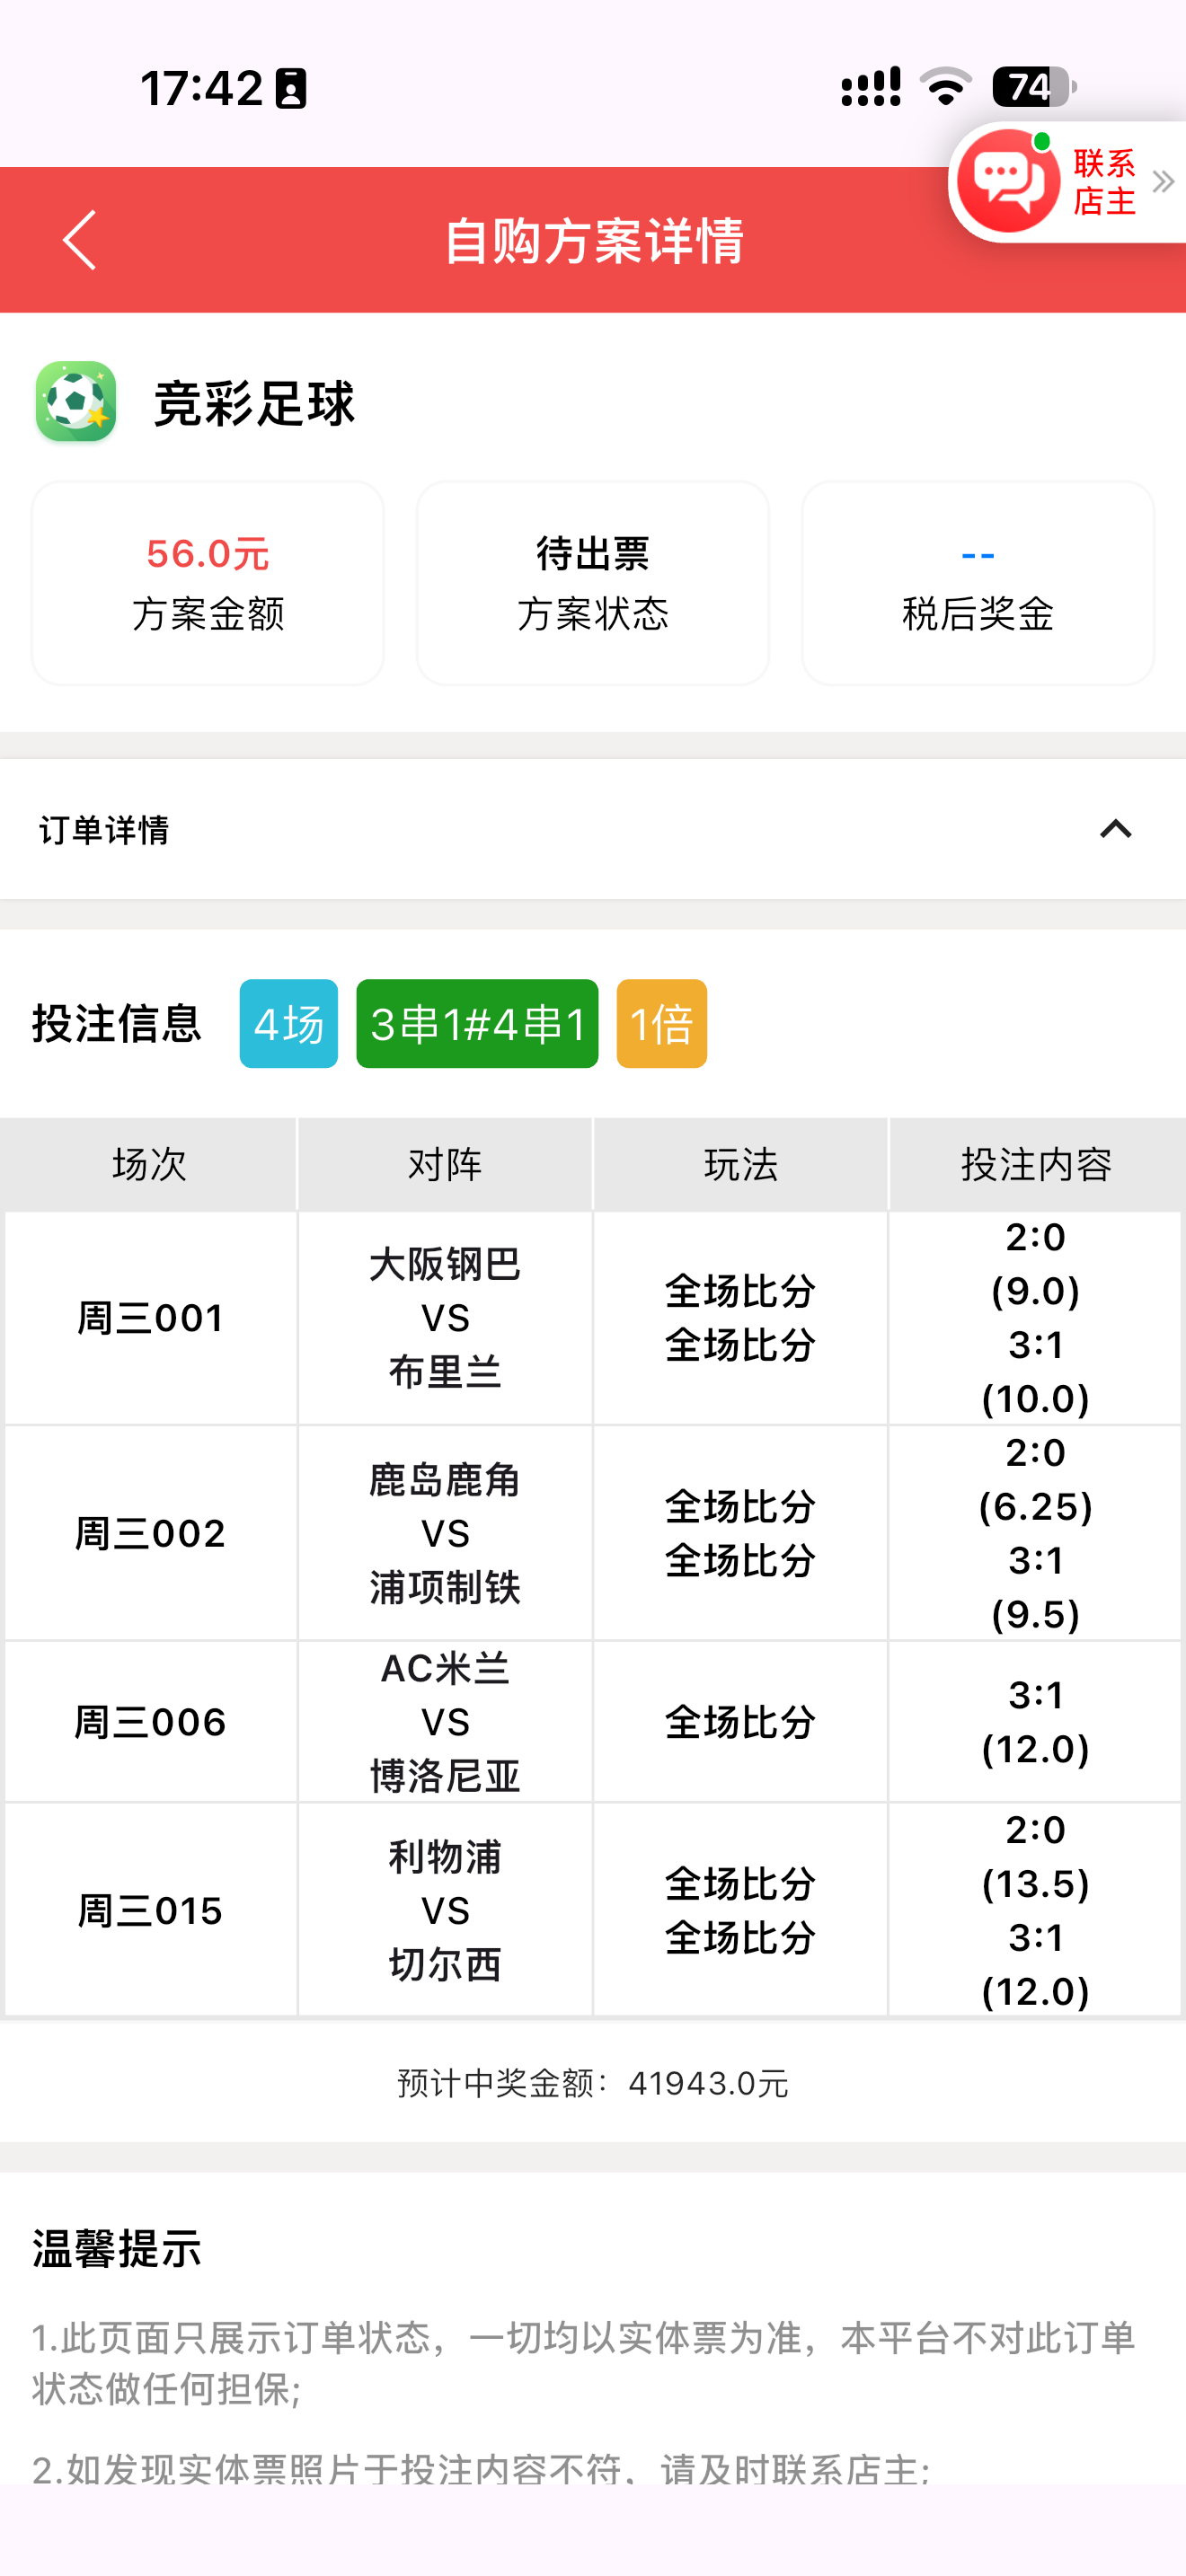 17:42
74
联系
店主
自购方案详情
竞彩足球
56.0元
方案金额
待出票
方案状态
--
税后奖金
订单详情
投注信息 4场 3串1#4串1 1倍
场次 对阵 玩法 投注内容
周三001
大阪钢巴
VS
布里兰
全场比分
全场比分
2:0
(9.0)
3:1
(10.0)
周三002
鹿岛鹿角
VS
浦项制铁
全场比分
全场比分
2:0
(6.25)
3:1
(9.5)
周三006
AC米兰
VS
博洛尼亚
全场比分
3:1
(12.0)
周三015
利物浦
VS
切尔西
全场比分
全场比分
2:0
(13.5)
3:1
(12.0)
预计中奖金额：41943.0元
温馨提示
1.此页面只展示订单状态，一切均以实体票为准，本平台不对此订单
状态做任何担保;
2.如发现实体票照片于投注内容不符，请及时联系店主;